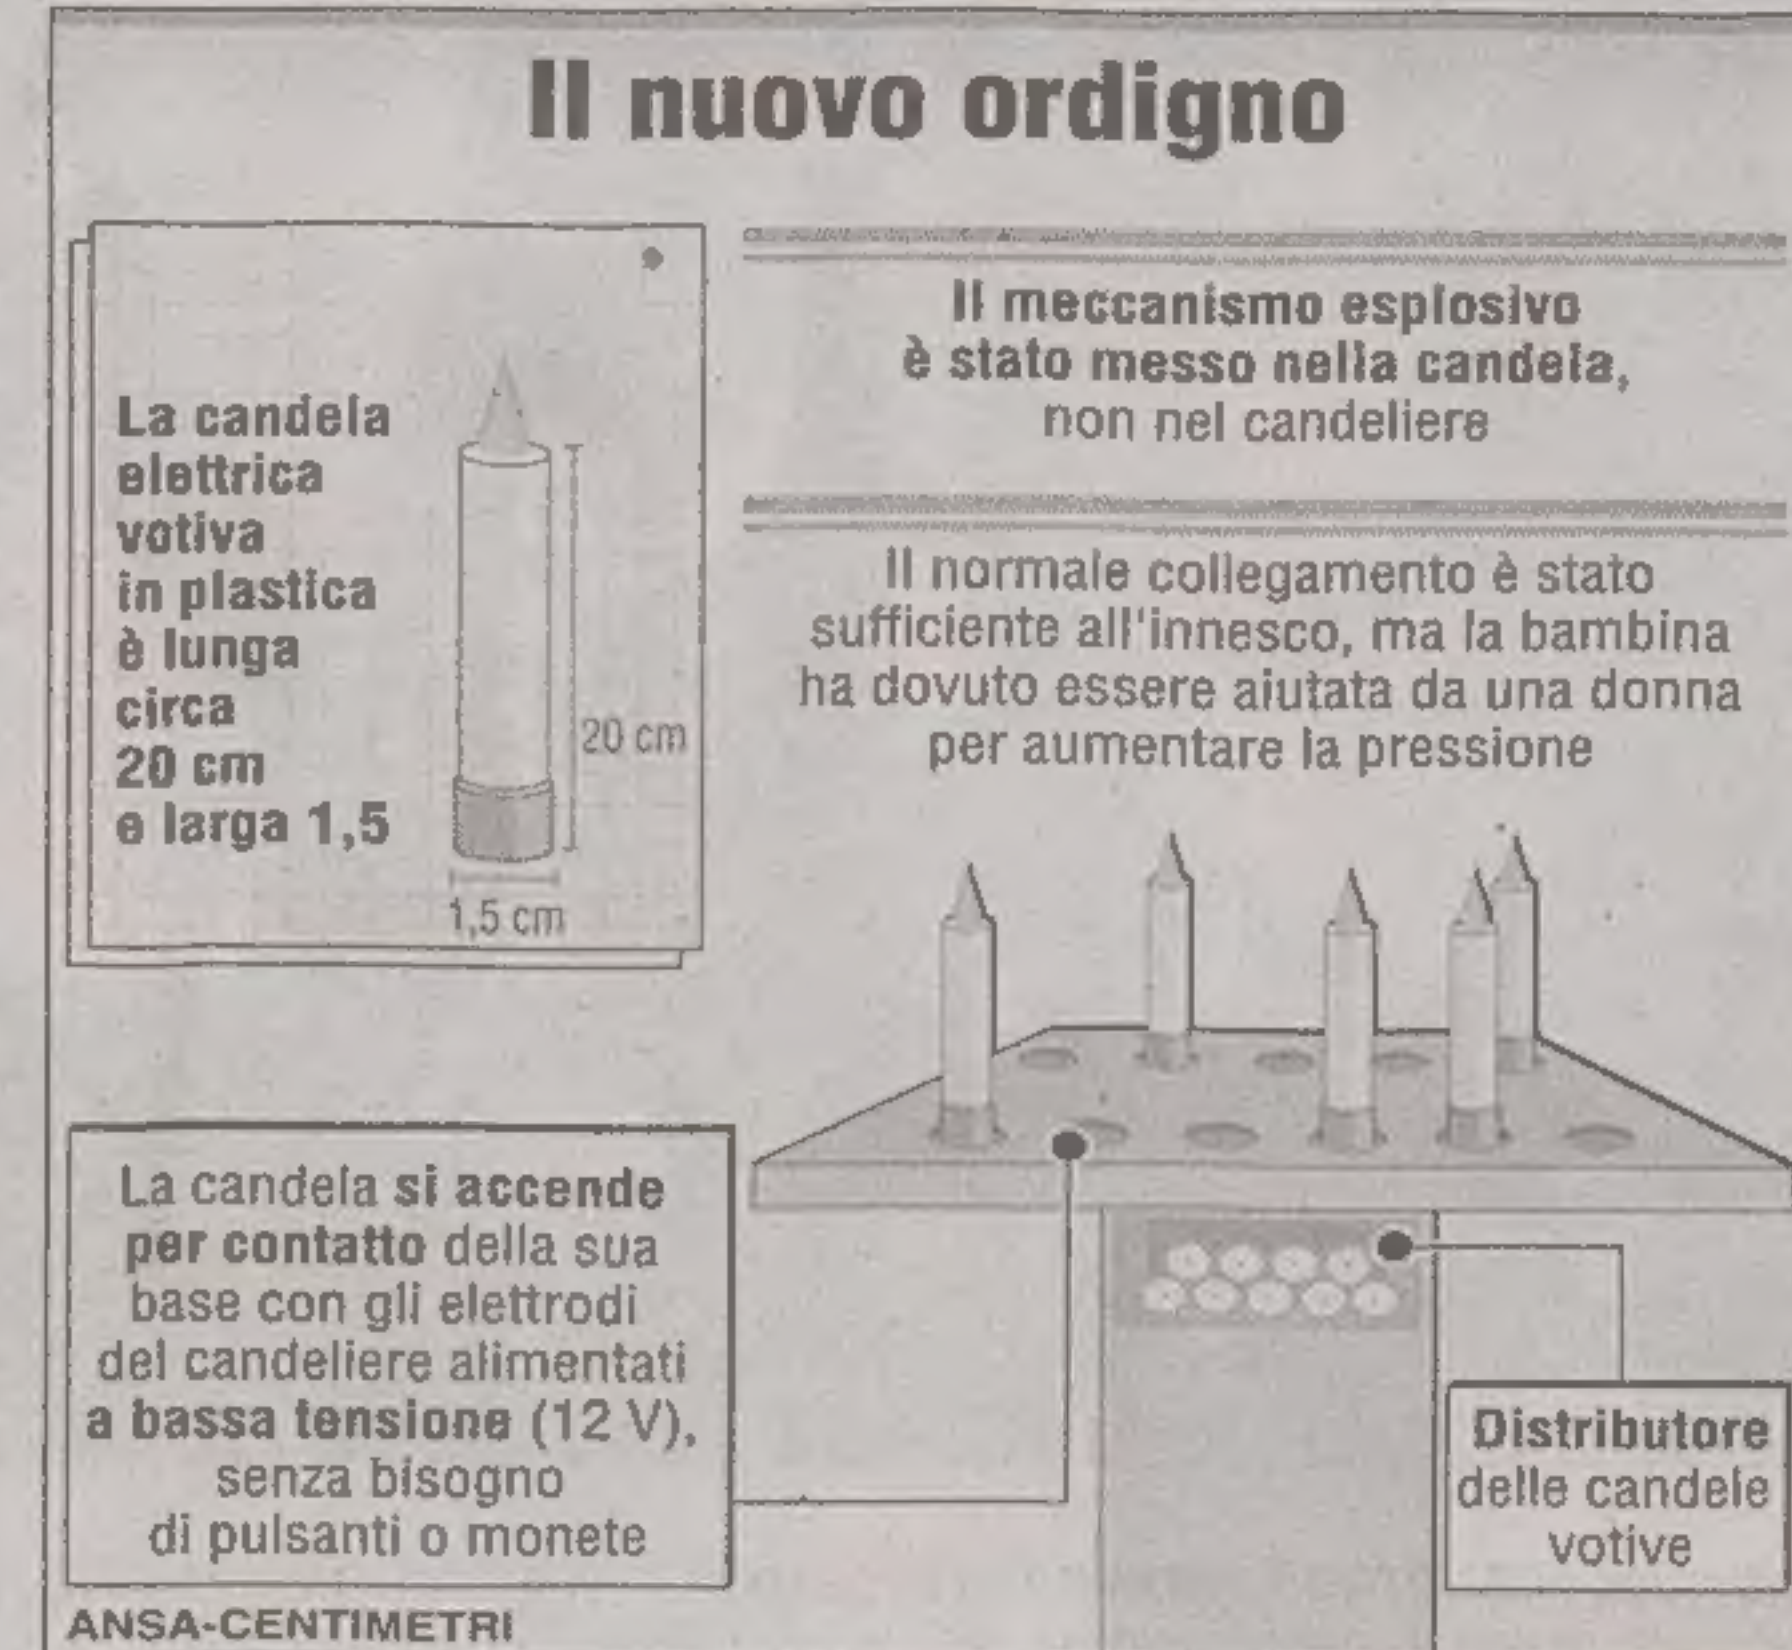 Il nuovo ordigno
La candela
elettrica
votiva
in plastica
è lunga
circa
20 cm
e larga 1,5
20 cm
1,5 cm
Il meccanismo esplosivo
è stato messo nella candela,
non nel candeliere
Il normale collegamento è stato
sufficiente all'innesco, ma la bambina
ha dovuto essere aiutata da una donna
per aumentare la pressione
La candela si accende
per contatto della sua
base con gli elettrodi
del candeliere alimentati
a bassa tensione (12 V),
senza bisogno
di pulsanti o monete
Distributore
delle candele
votive
ANSA-CENTIMETRI